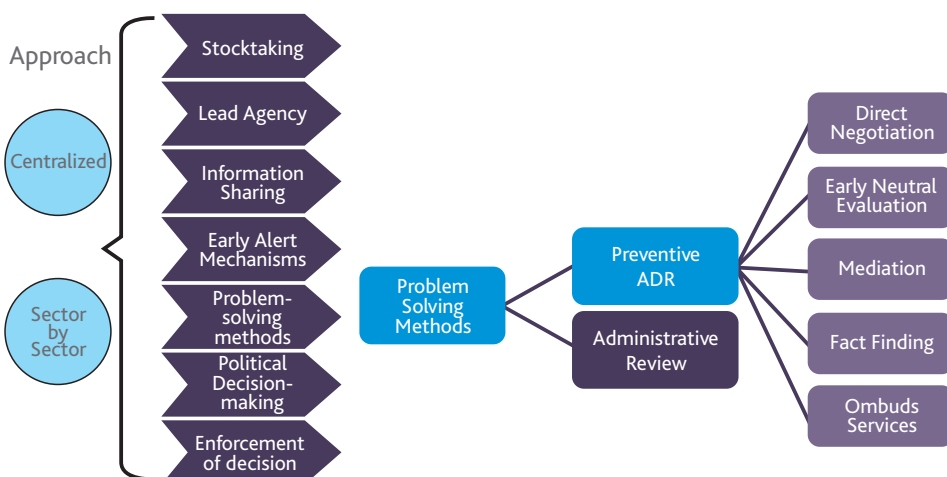 Approach
Centralized
Sector
by
Sector
Stocktaking
Lead Agency
Information
Sharing
Early Alert
Mechanisms
Problem-
solving
methods
Political
Decision-
making
Enforcement
of decision
Problem
Solving
Methods
Preventive
ADR
Administrative
Review
Direct
Negotiation
Early Neutral
Evaluation
Mediation
Fact Finding
Ombuds
Services